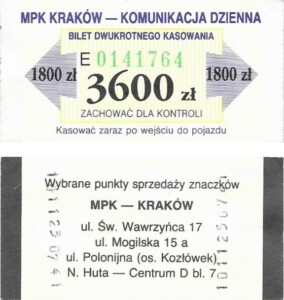 MPK KRAKÓW — KOMUNIKACJA DZIENNA
BILET DWUKROTNEGO KASOWANIA
E 0141764
1800 zł 3600 zł 1800 zł
ZACHOWAĆ DLA KONTROLI
Kasować zaraz po wejściu do pojazdu
Wybrane punkty sprzedaży znaczków
MPK — KRAKÓW
ul. Św. Wawrzyńca 17
ul. Mogilska 15 a
ul. Polonijna (os. Kozłówek)
N. Huta — Centrum D bl. 7